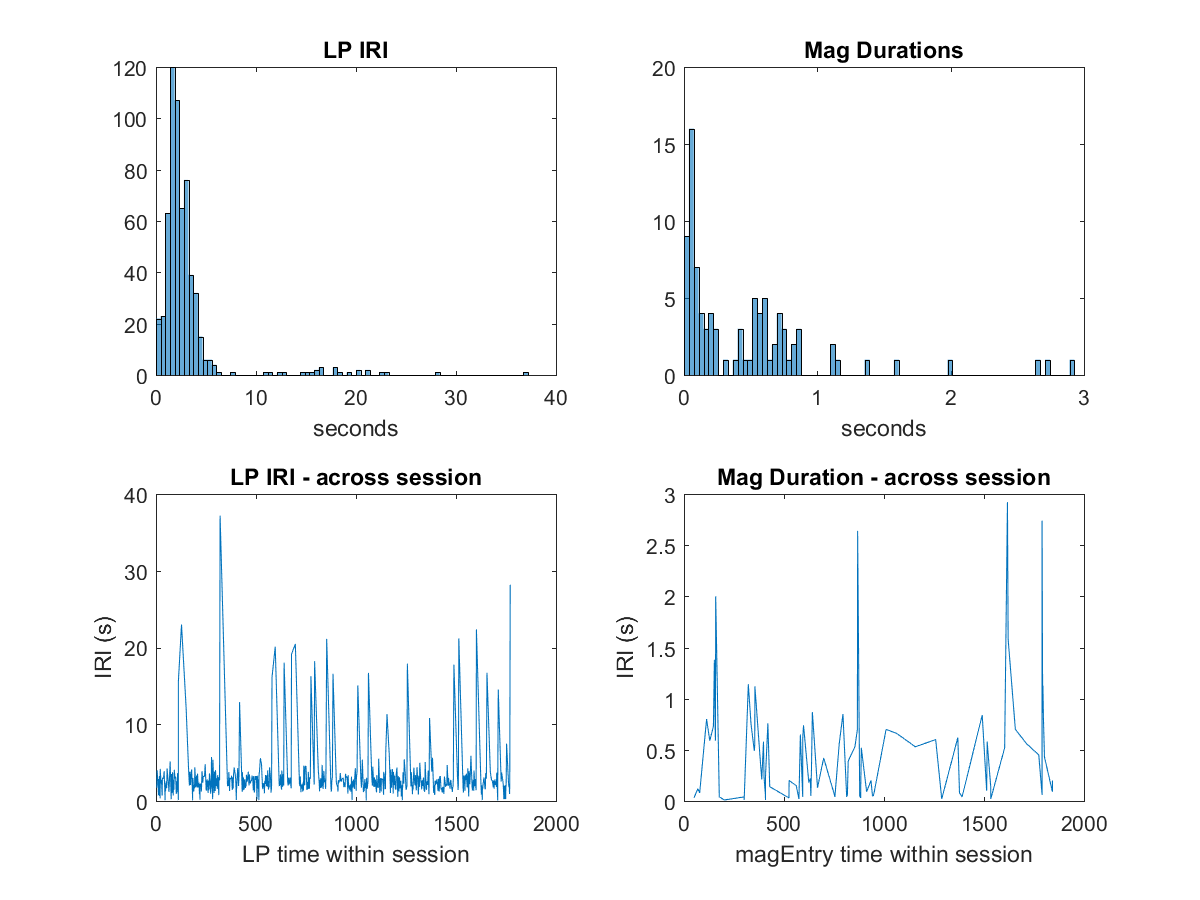 LP IRI
120
100
80
60
40
20
0
0 10 20 30 40
seconds
Mag Durations
20
15
10
5
0
0 1 2 3
seconds
LP IRI - across session
IRI (s)
40
30
20
10
0
0 500 1000 1500 2000
LP time within session
Mag Duration - across session
IRI (s)
3
2.5
2
1.5
1
0.5
0
0 500 1000 1500 2000
magEntry time within session